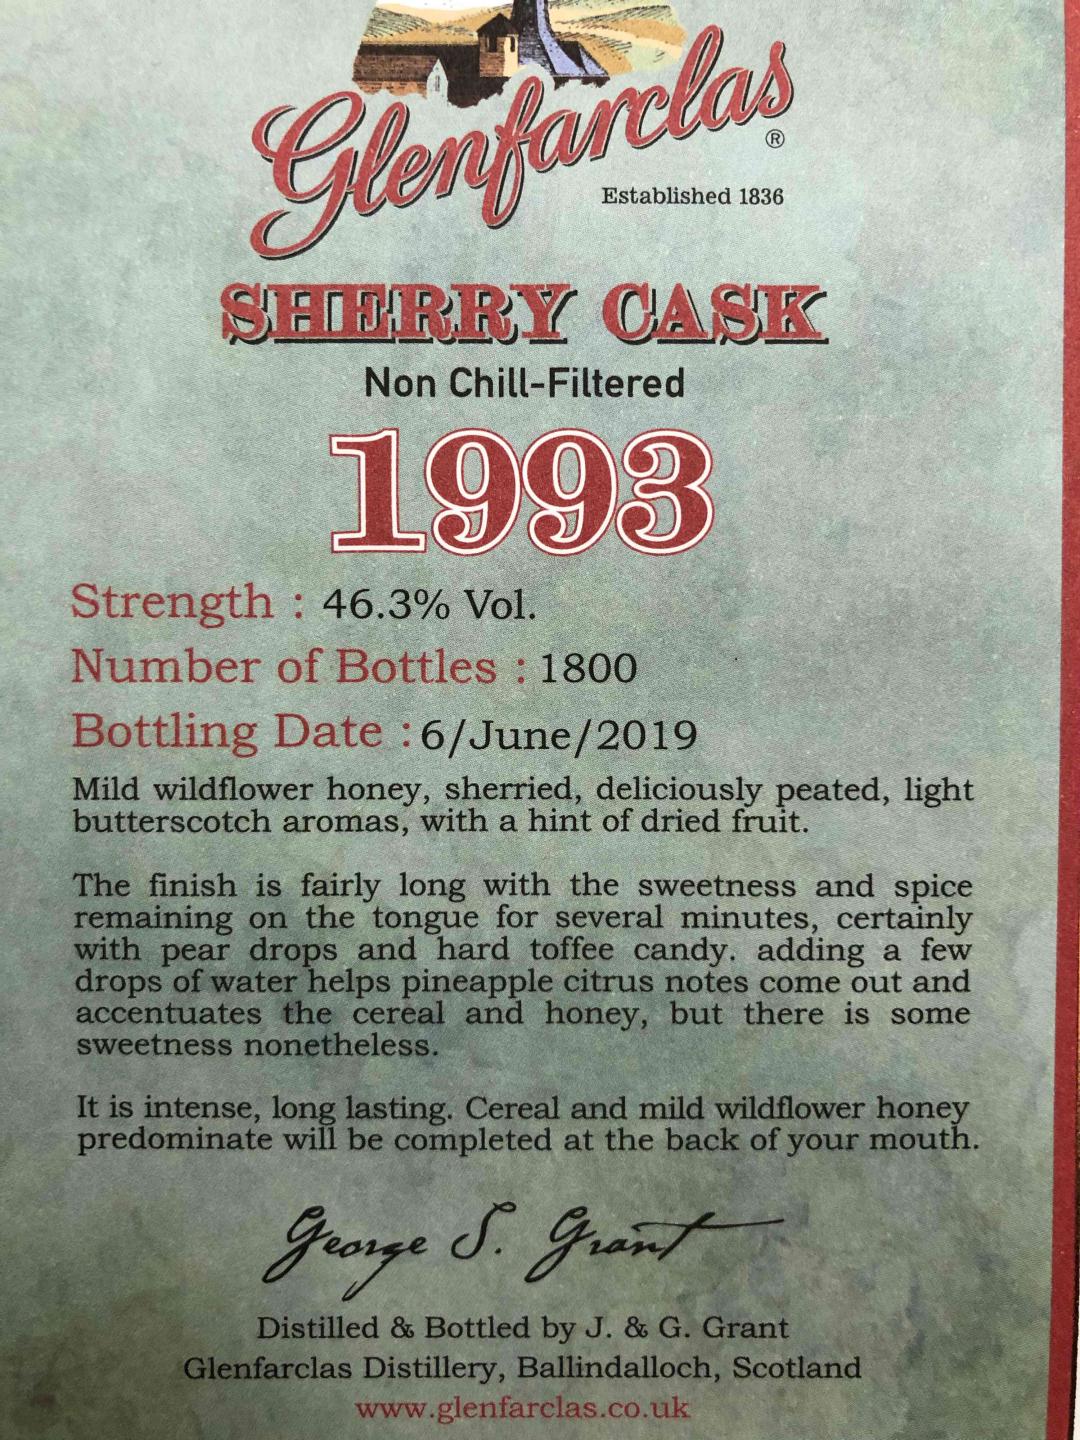 Glenfarclas
®
Established 1836
SHERRY CASK
Non Chill-Filtered
1993
Strength : 46.3% Vol.
Number of Bottles : 1800
Bottling Date : 6/June/2019
Mild wildflower honey, sherried, deliciously peated, light
butterscotch aromas, with a hint of dried fruit.
The finish is fairly long with the sweetness and spice
remaining on the tongue for several minutes, certainly
with pear drops and hard toffee candy. adding a few
drops of water helps pineapple citrus notes come out and
accentuates the cereal and honey, but there is some
sweetness nonetheless.
It is intense, long lasting. Cereal and mild wildflower honey
predominate will be completed at the back of your mouth.
George S. Grant
Distilled & Bottled by J. & G. Grant
Glenfarclas Distillery, Ballindalloch, Scotland
www.glenfarclas.co.uk